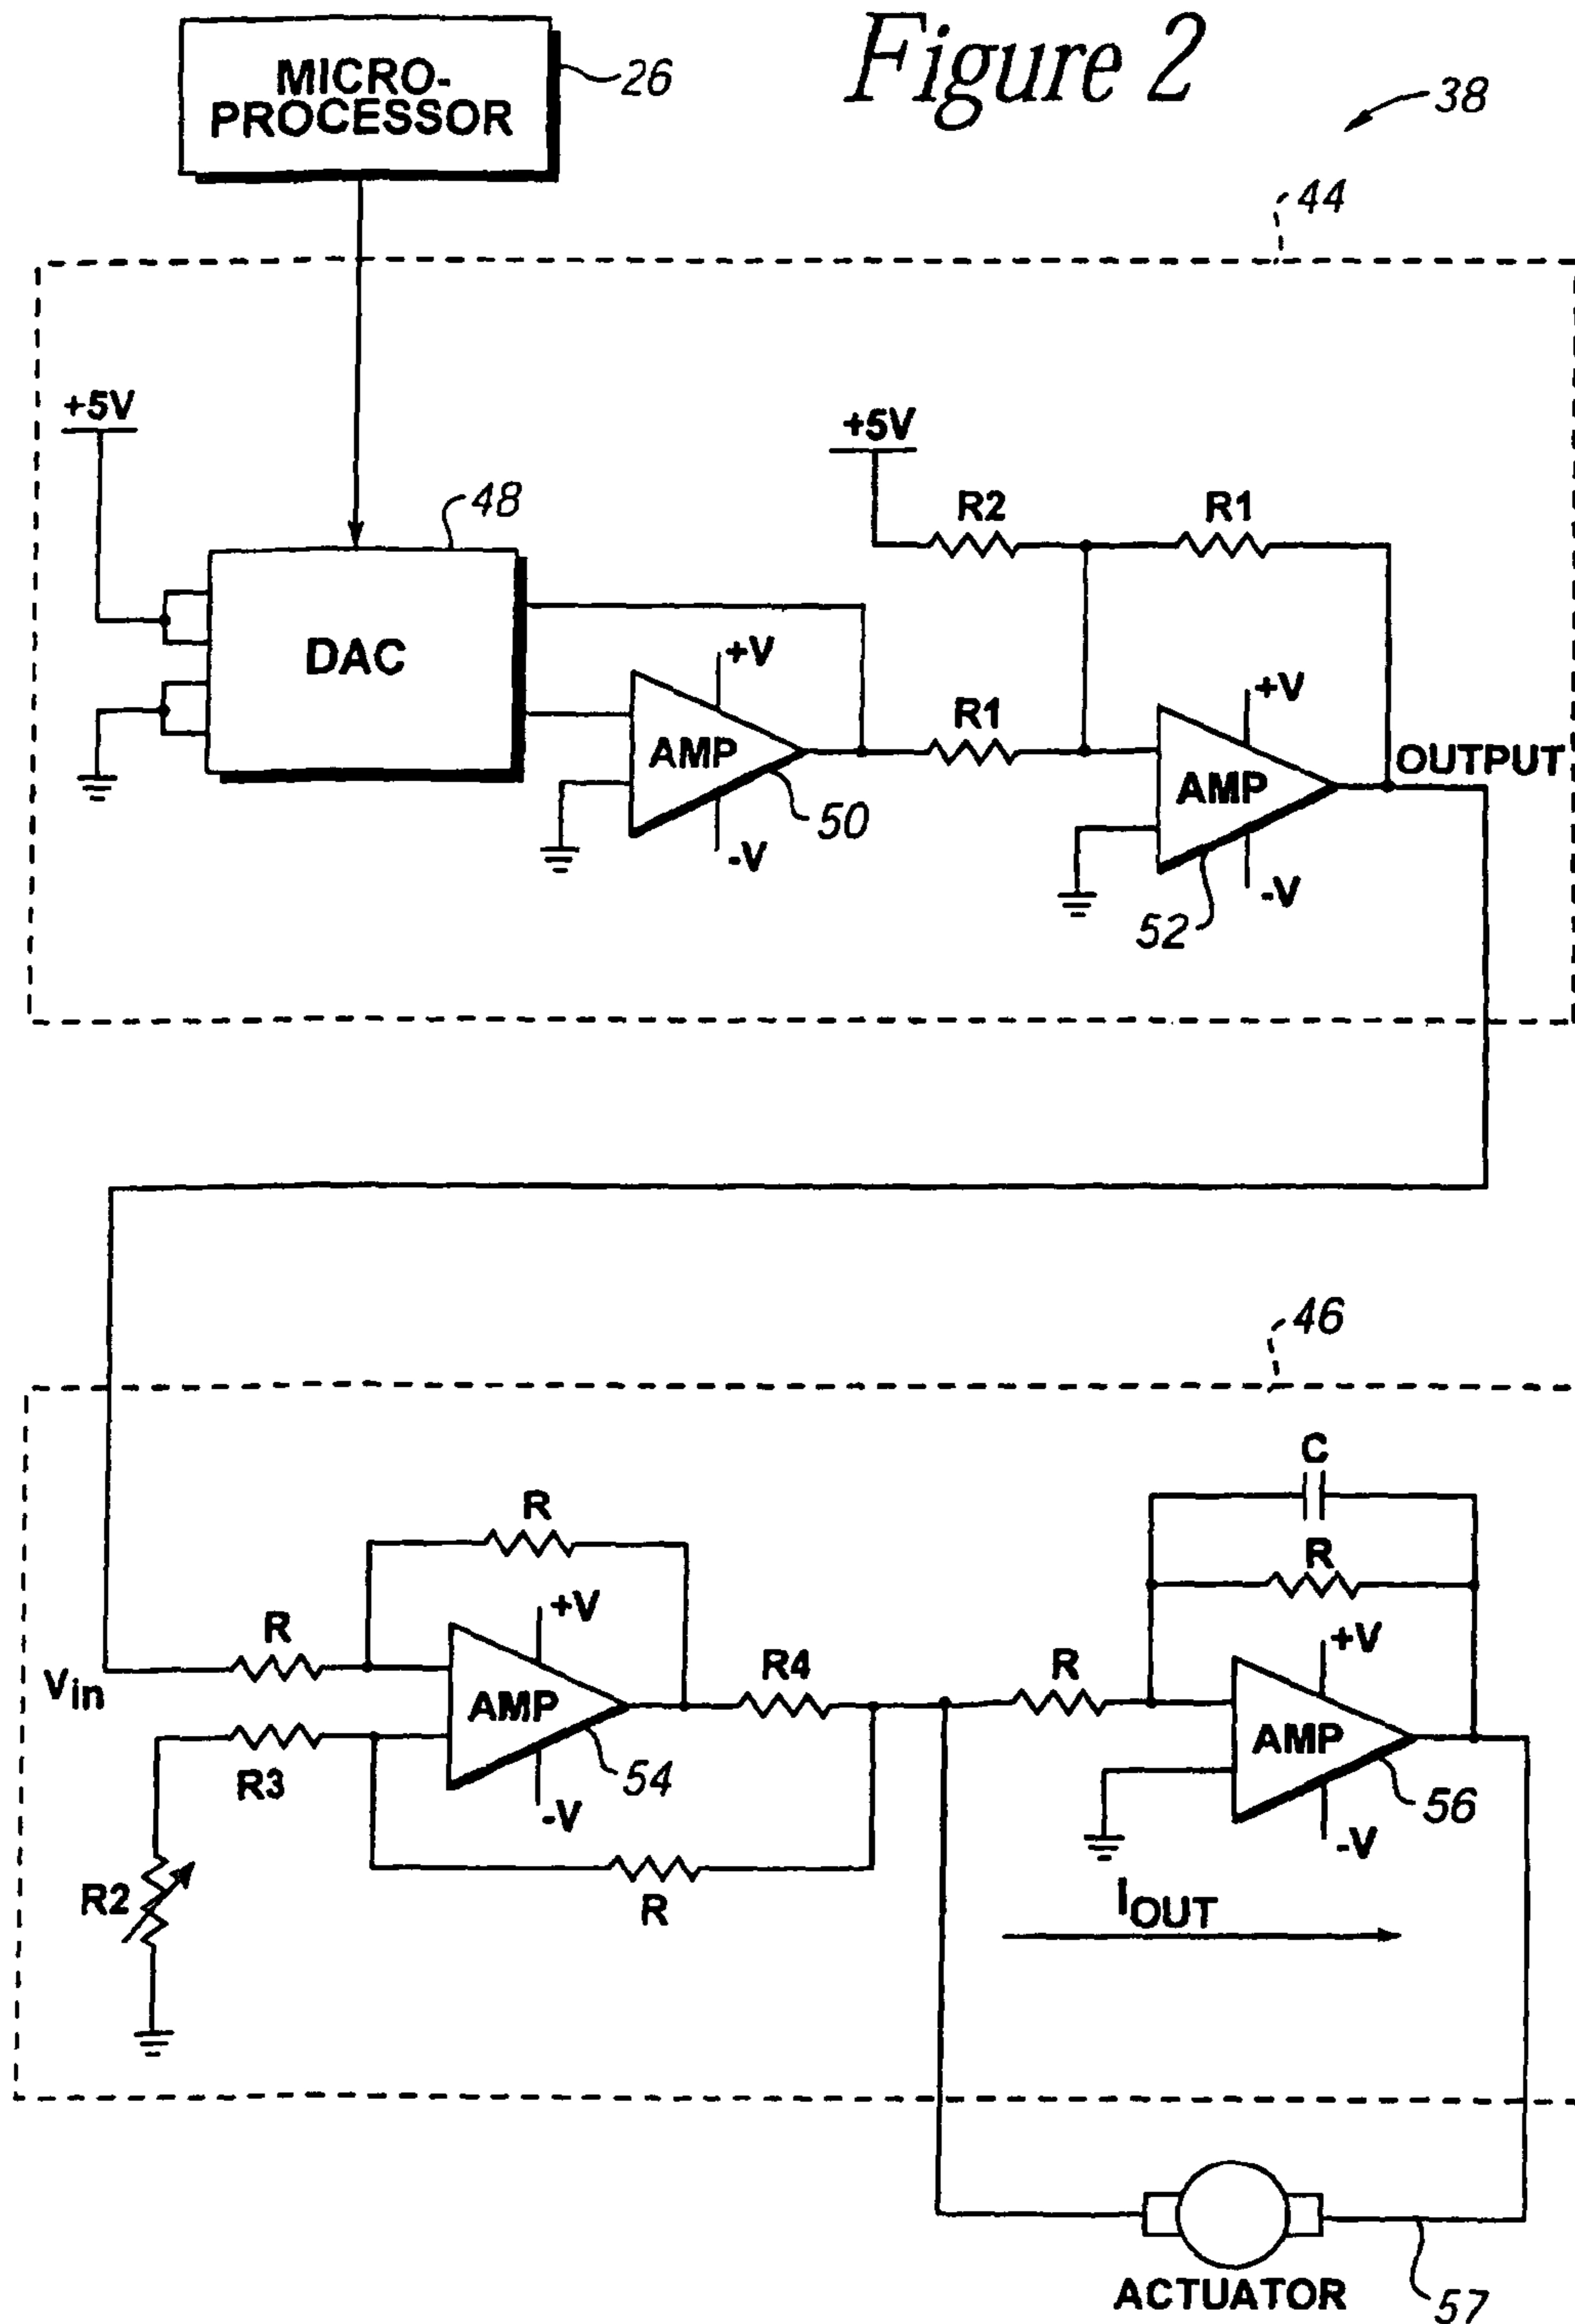 Figure 2
MICRO-
PROCESSOR
26
38
44
+5V
+5V
R2
R1
48
DAC
+V
AMP
50
-V
R1
+V
AMP
OUTPUT
52
-V
46
C
R
R
+V
R
Vin
AMP
R4
R
+V
AMP
R3
54
-V
56
-V
R2
R
IOUT
ACTUATOR
57